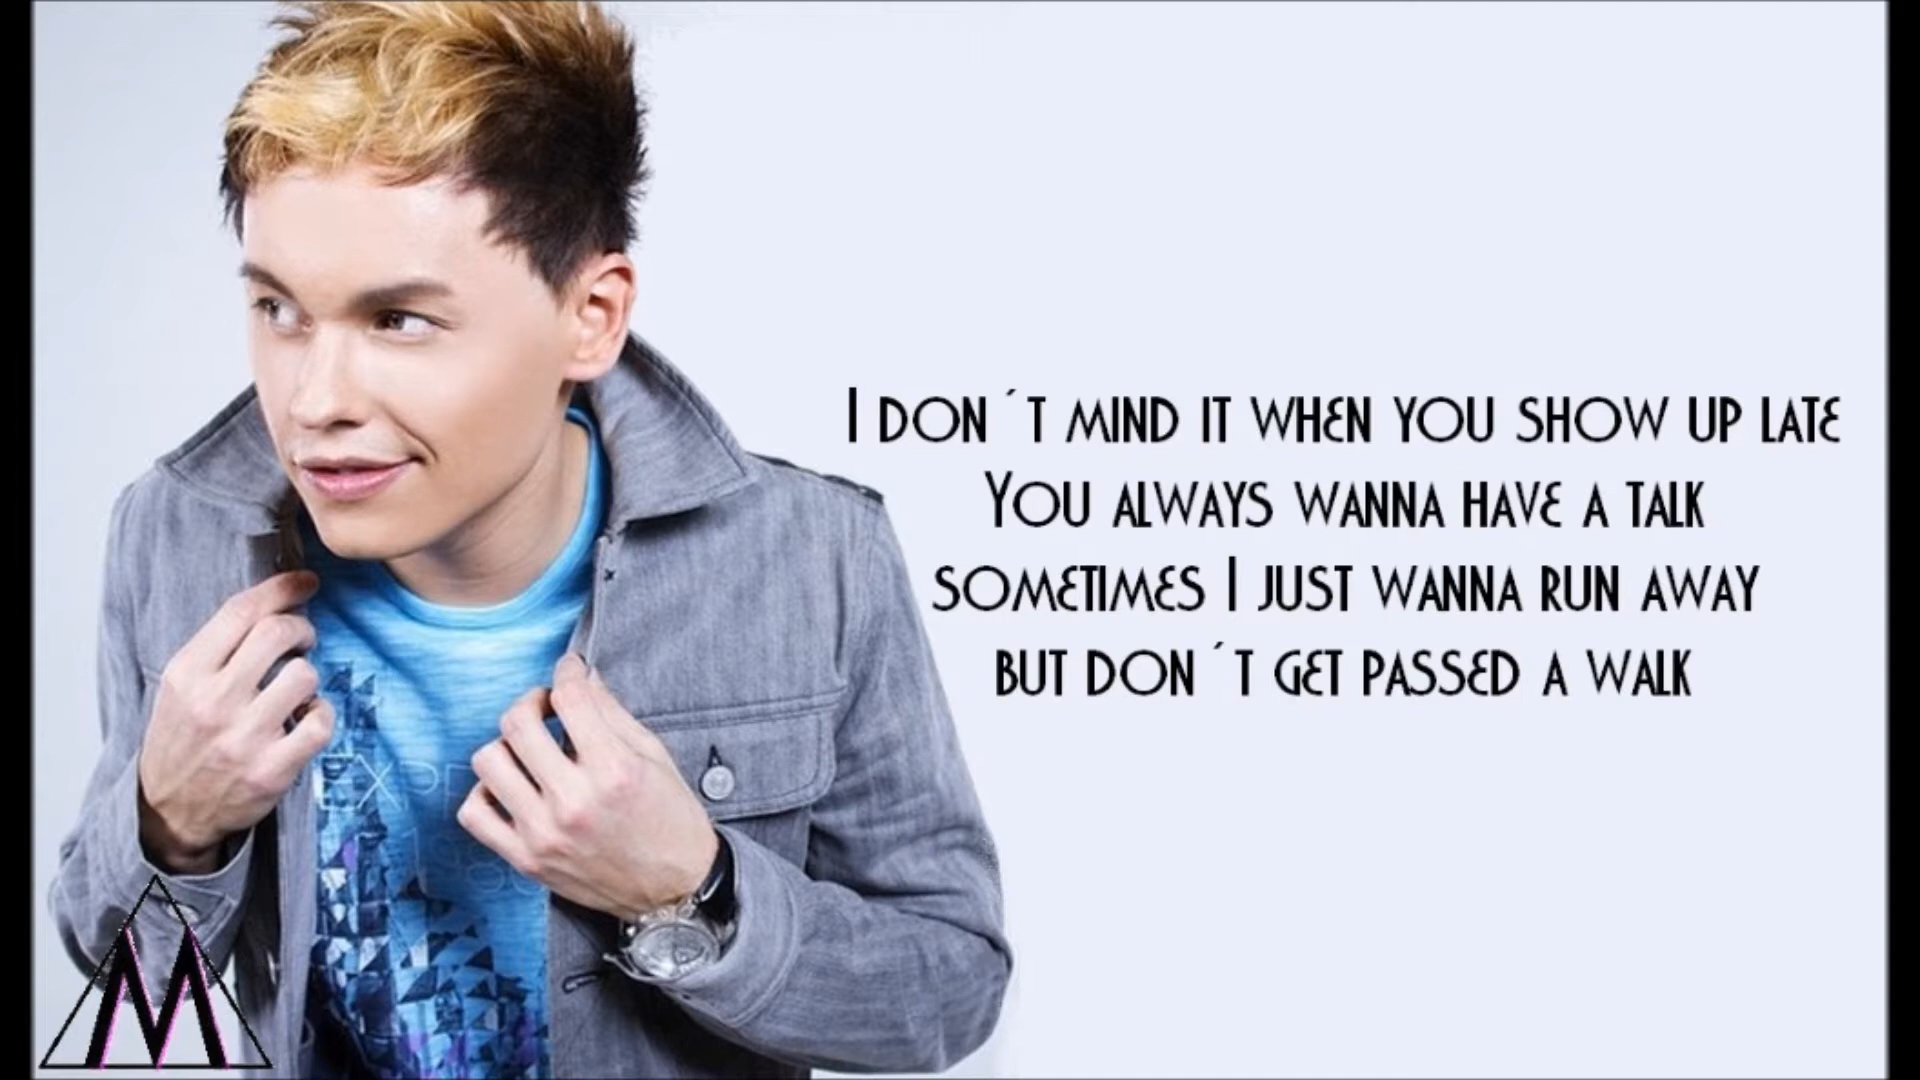 I don´t mind it when you show up late
You always wanna have a talk
sometimes I just wanna run away
but don´t get passed a walk
EXPR
M